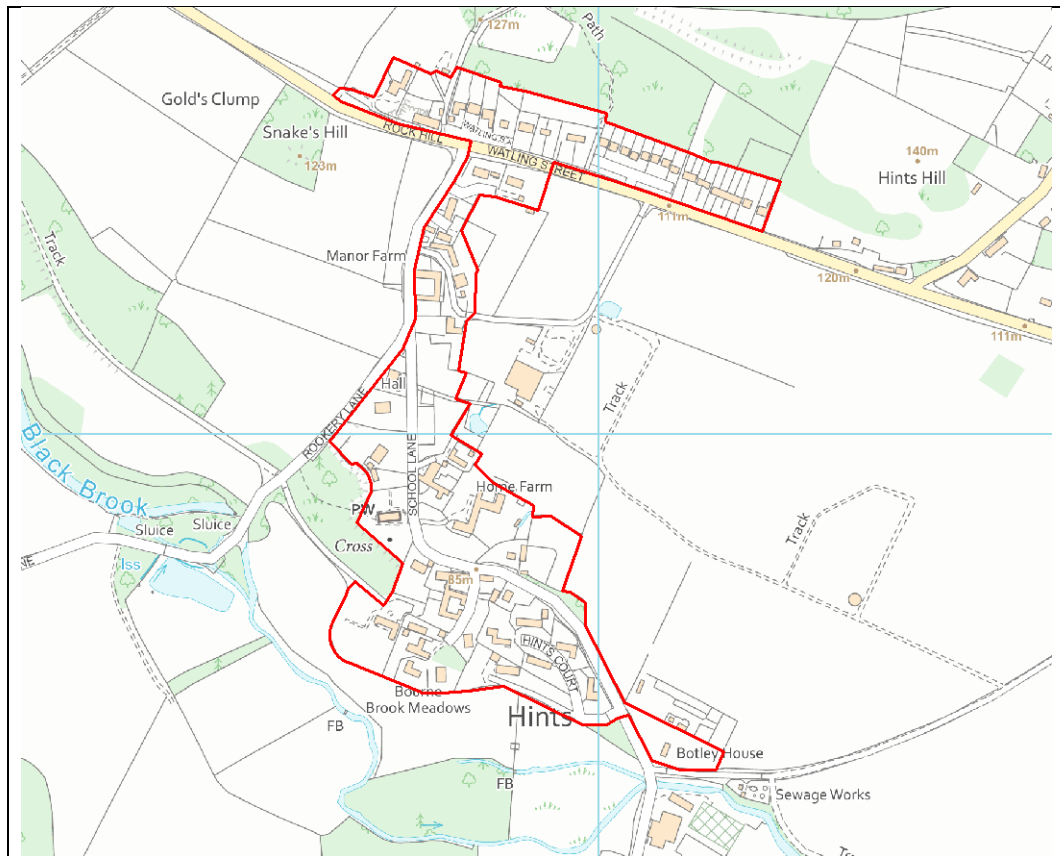 127m
Path
Gold's Clump
ROCK HILL
Snake's Hill
123m
WATLING STREET
140m
Hints Hill
111m
Track
Manor Farm
120m
111m
Hall
ROOKERY LANE
Track
Black Brook
SCHOOL LANE
Home Farm
PW
Sluice
Sluice
Cross
Track
Iss
85m
HINTS COURT
Bourne
Brook Meadows
Hints
FB
Botley House
FB
Sewage Works